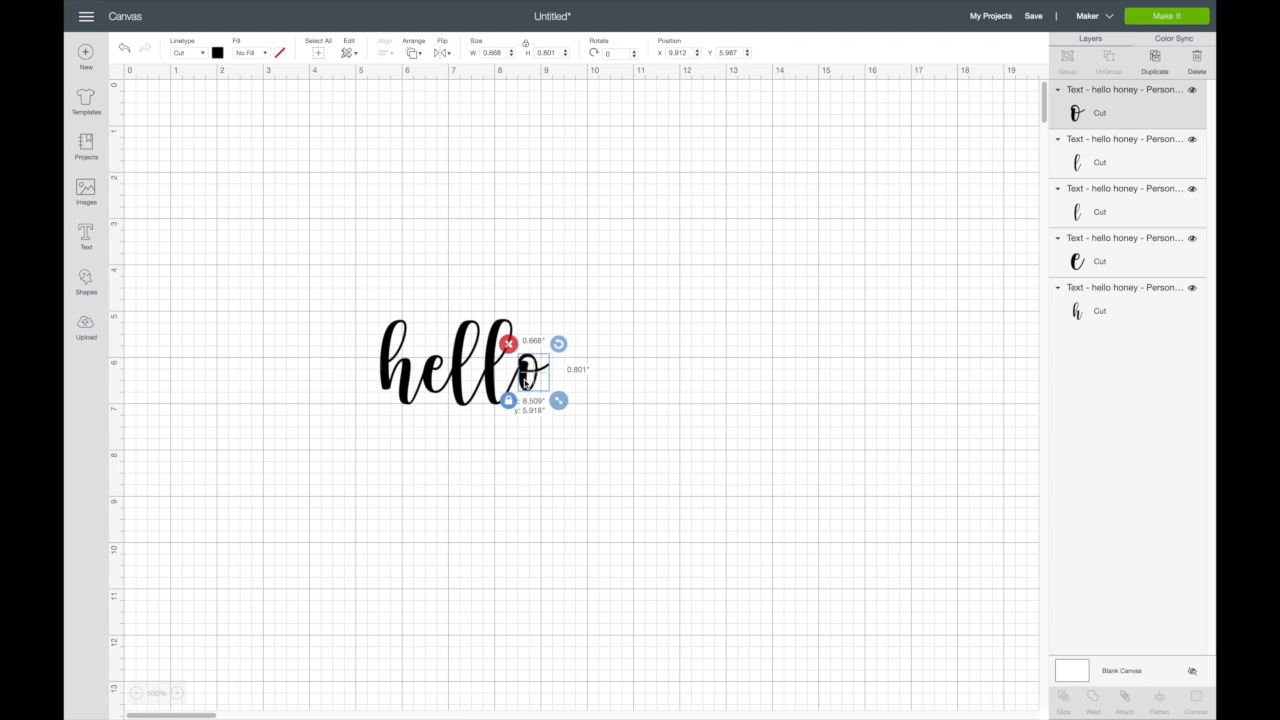 Canvas
Untitled*
My Projects Save | Maker Make It
Linetype Fill Select All Edit Align Arrange Flip Size Rotate Position
Cut No Fill W 0.668 H 0.801 0 X 9.912 Y 5.987
Layers Color Sync
Group UnGroup Duplicate Delete
New
Templates
Projects
Images
Text
Shapes
Upload
0 1 2 3 4 5 6 7 8 9 10 11 12 13 14 15 16 17 18 19
0
1
2
3
4
5
6
7
8
9
10
11
12
13
hello
0.668"
0.801"
: 8.509"
y: 5.918"
100%
Text - hello honey - Person...
o Cut
Text - hello honey - Person...
l Cut
Text - hello honey - Person...
l Cut
Text - hello honey - Person...
e Cut
Text - hello honey - Person...
h Cut
Blank Canvas
Slice Weld Attach Flatten Contour